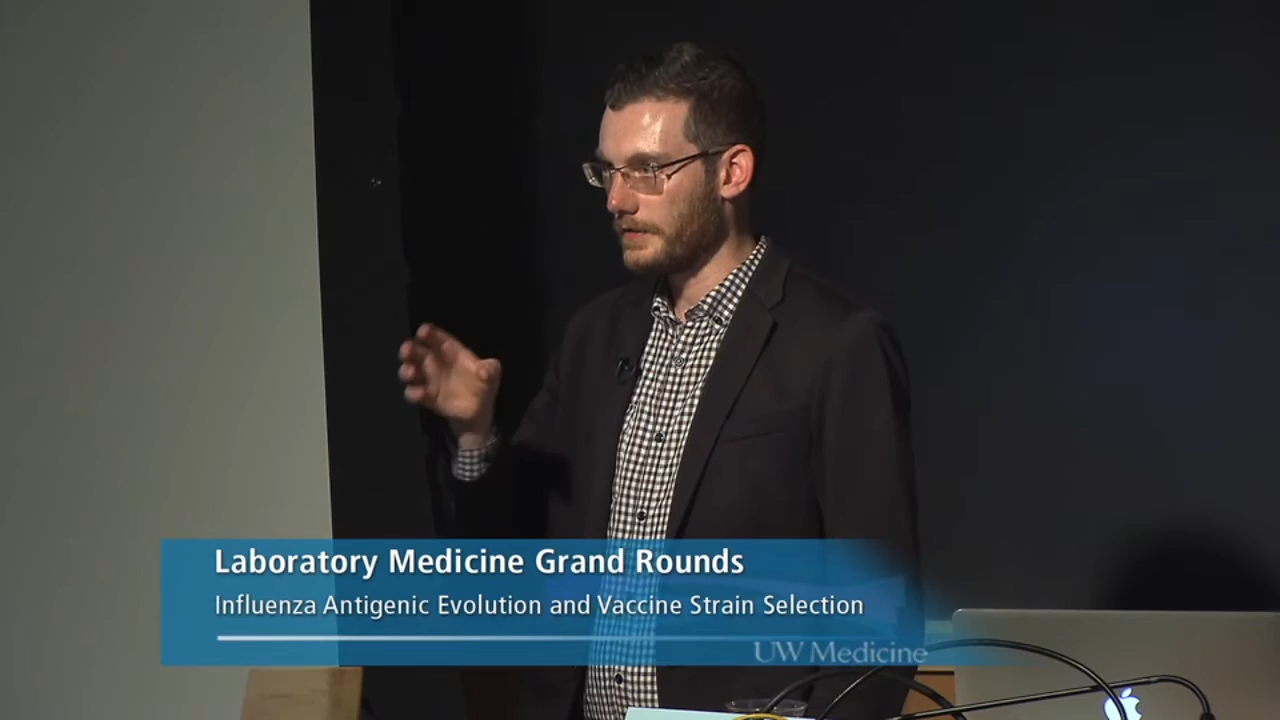 Laboratory Medicine Grand Rounds
Influenza Antigenic Evolution and Vaccine Strain Selection
UW Medicine